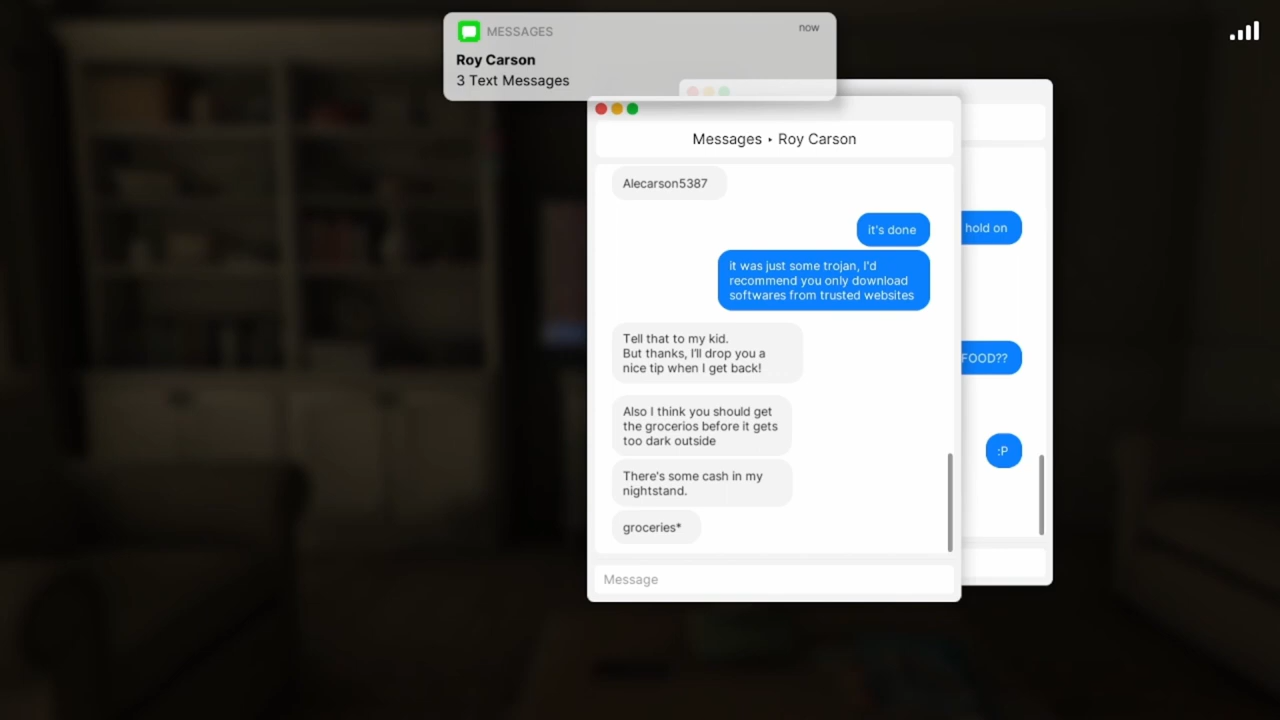 MESSAGES
now
Roy Carson
3 Text Messages
Messages ‣ Roy Carson
Alecarson5387
it's done
hold on
it was just some trojan, I'd
recommend you only download
softwares from trusted websites
Tell that to my kid.
But thanks, I'll drop you a
nice tip when I get back!
FOOD??
Also I think you should get
the grocerios before it gets
too dark outside
:P
There's some cash in my
nightstand.
groceries*
Message